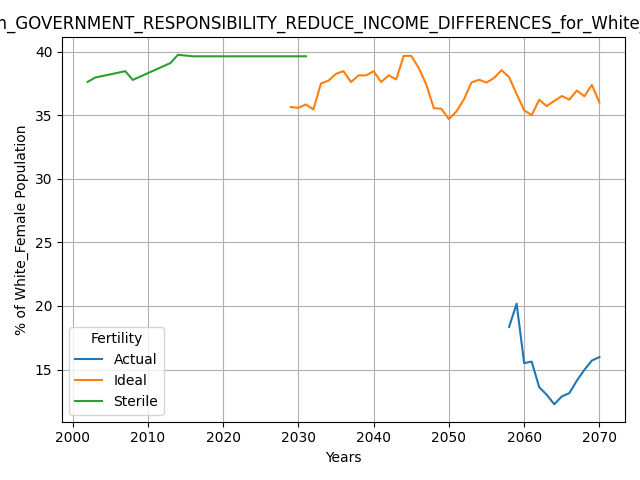 GOVERNMENT_RESPONSIBILITY_REDUCE_INCOME_DIFFERENCES_for_White_
% of White_Female Population
40
35
30
25
20
15
Fertility
Actual
Ideal
Sterile
2000 2010 2020 2030 2040 2050 2060 2070
Years